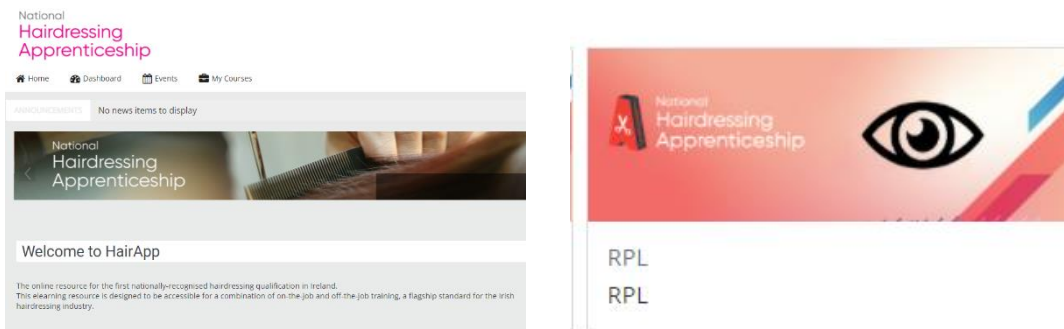 National
Hairdressing
Apprenticeship
Home Dashboard Events My Courses
ANNOUNCEMENTS No news items to display
National
Hairdressing
Apprenticeship
Welcome to HairApp
The online resource for the first nationally-recognised hairdressing qualification in Ireland.
This elearning resource is designed to be accessible for a combination of on-the-job and off-the-job training, a flagship standard for the Irish
hairdressing industry.
National
Hairdressing
Apprenticeship
RPL
RPL